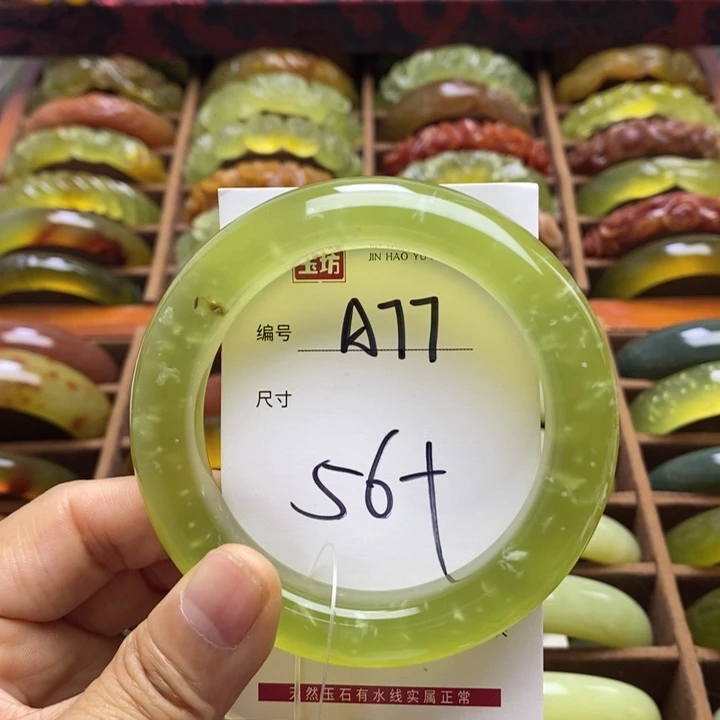 玉坊
JIN HAO YU
编号 A77
尺寸
56+
天然玉石有水线实属正常